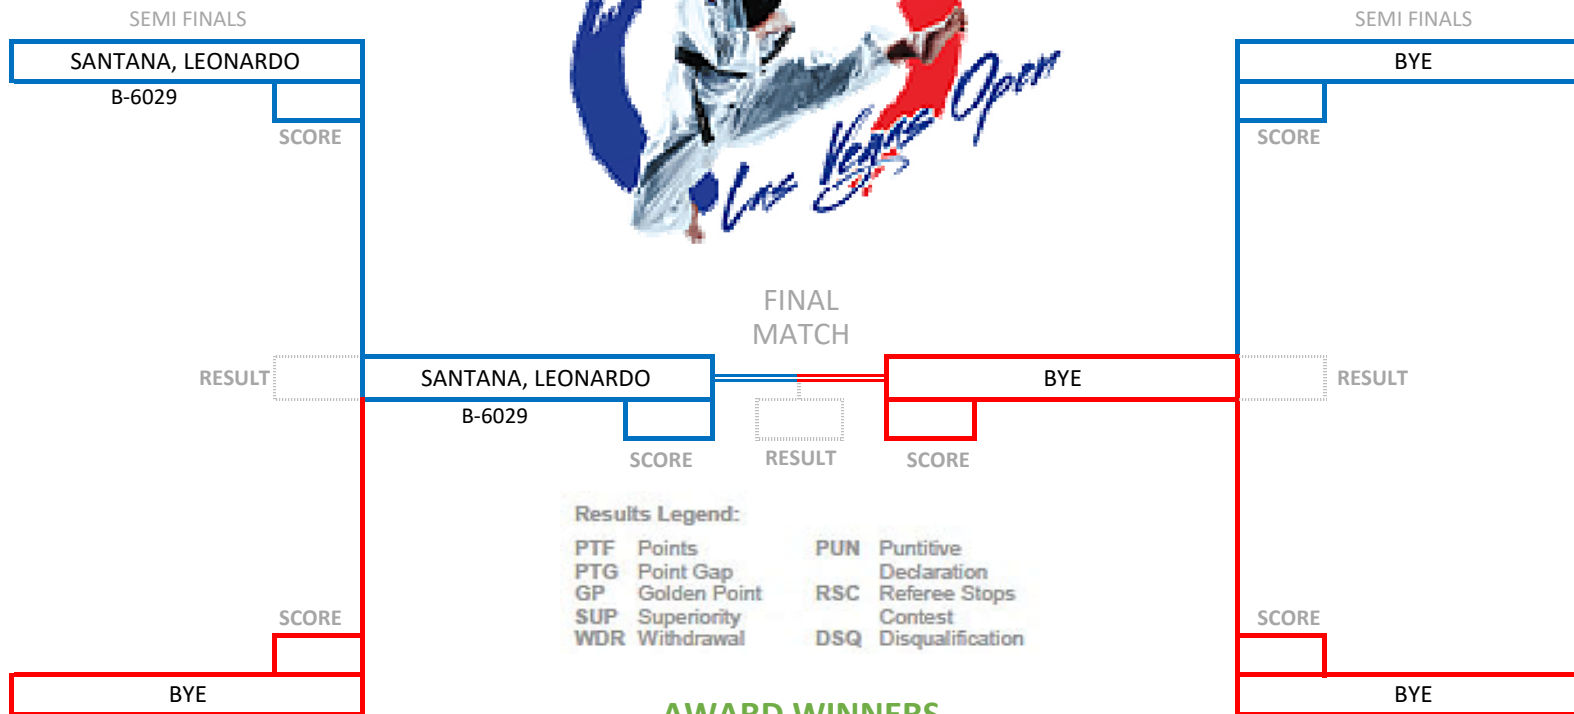 SEMI FINALS
SEMI FINALS
SANTANA, LEONARDO
BYE
B-6029
SCORE
SCORE
Las Vegas Open
FINAL
MATCH
RESULT
SANTANA, LEONARDO
BYE
RESULT
B-6029
SCORE
RESULT
SCORE
Results Legend:
PTF Points
PTG Point Gap
GP Golden Point
SUP Superiority
WDR Withdrawal
PUN Puntitive
Declaration
RSC Referee Stops
Contest
DSQ Disqualification
SCORE
SCORE
BYE
BYE
AWARD WINNERS